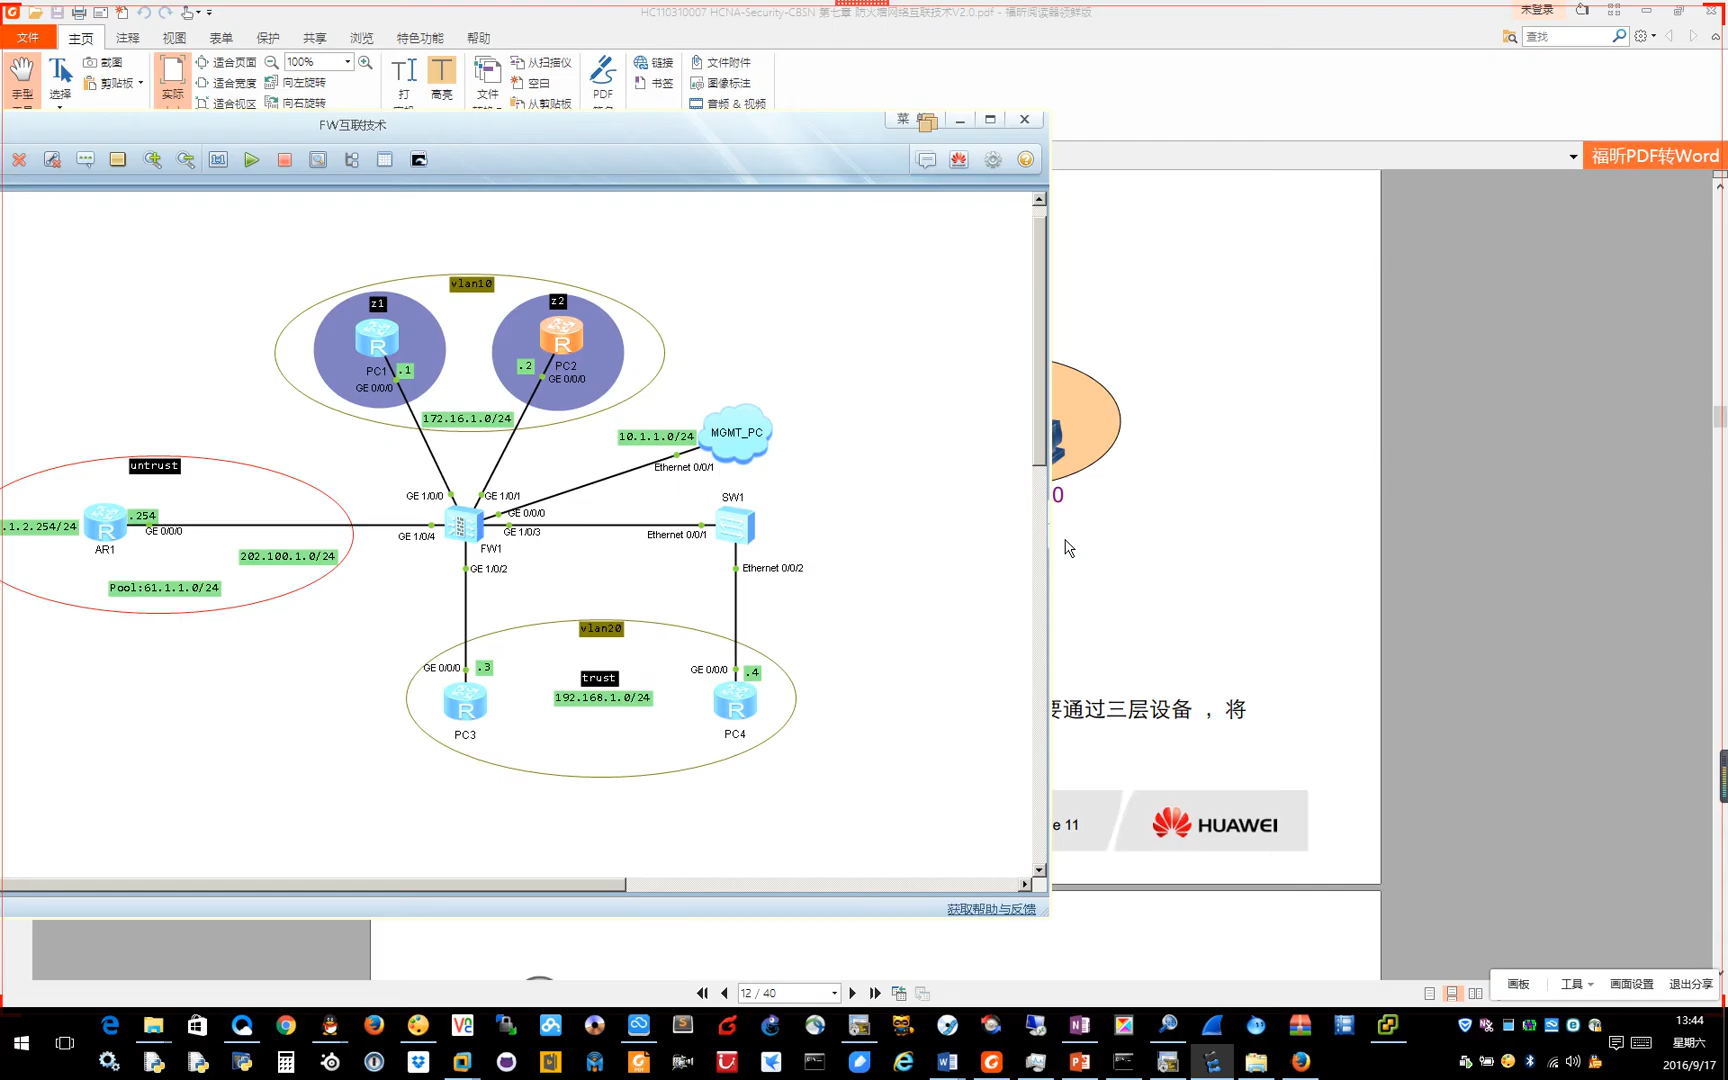 HC110310007 HCNA-Security-CBSN 第七章 防火墙网络互联技术V2.0.pdf - 福昕阅读器领鲜版
未登录
文件
主页
注释
视图
表单
保护
共享
浏览
特色功能
帮助
查找
手型
选择
截图
剪贴板
实际
适合页面
适合宽度
适合视区
100%
向左旋转
向右旋转
打
高亮
文件
从扫描仪
空白
从剪贴板
PDF
链接
书签
文件附件
图像标注
音频 & 视频
FW互联技术
菜
福昕PDF转Word
vlan10
z1
z2
PC1
.1
GE 0/0/0
.2
PC2
GE 0/0/0
172.16.1.0/24
10.1.1.0/24
MGMT_PC
Ethernet 0/0/1
untrust
GE 1/0/0
GE 1/0/1
SW1
.1.2.254/24
.254
GE 0/0/0
AR1
GE 0/0/0
GE 1/0/4
GE 1/0/3
Ethernet 0/0/1
FW1
202.100.1.0/24
GE 1/0/2
Ethernet 0/0/2
Pool:61.1.1.0/24
vlan20
GE 0/0/0
.3
trust
GE 0/0/0
.4
192.168.1.0/24
PC3
PC4
0
要通过三层设备 ，将
e 11
HUAWEI
获取帮助与反馈
12 / 40
画板
工具
画面设置
退出分享
13:44
星期六
2016/9/17